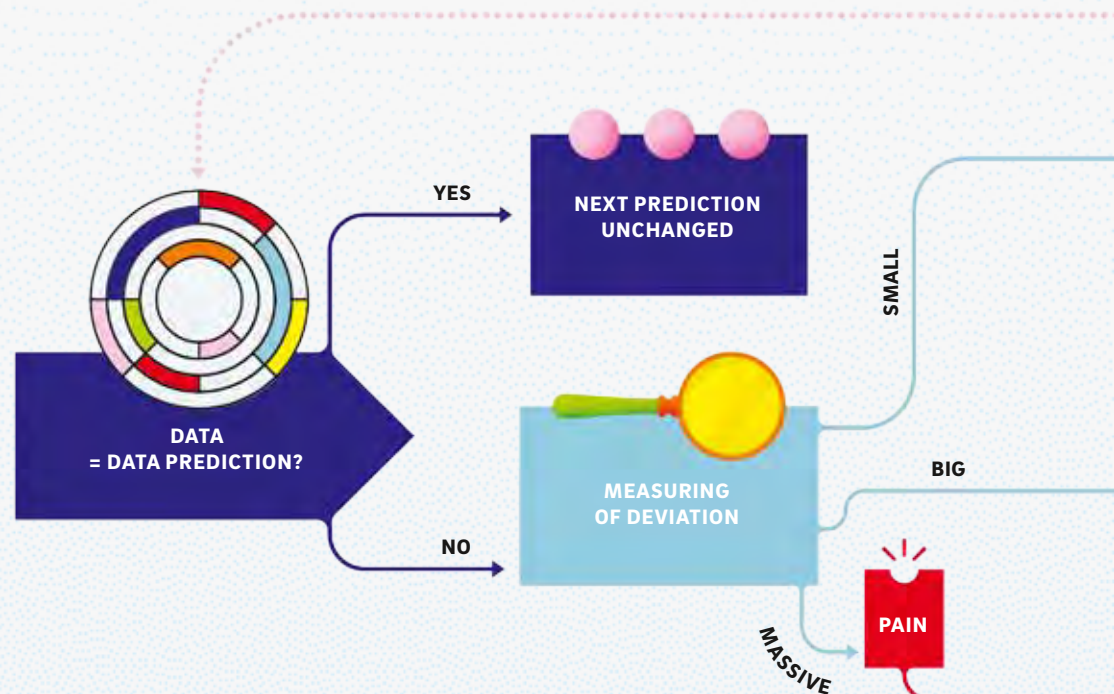 YES
NEXT PREDICTION
UNCHANGED
SMALL
DATA
= DATA PREDICTION?
MEASURING
OF DEVIATION
BIG
NO
PAIN
MASSIVE